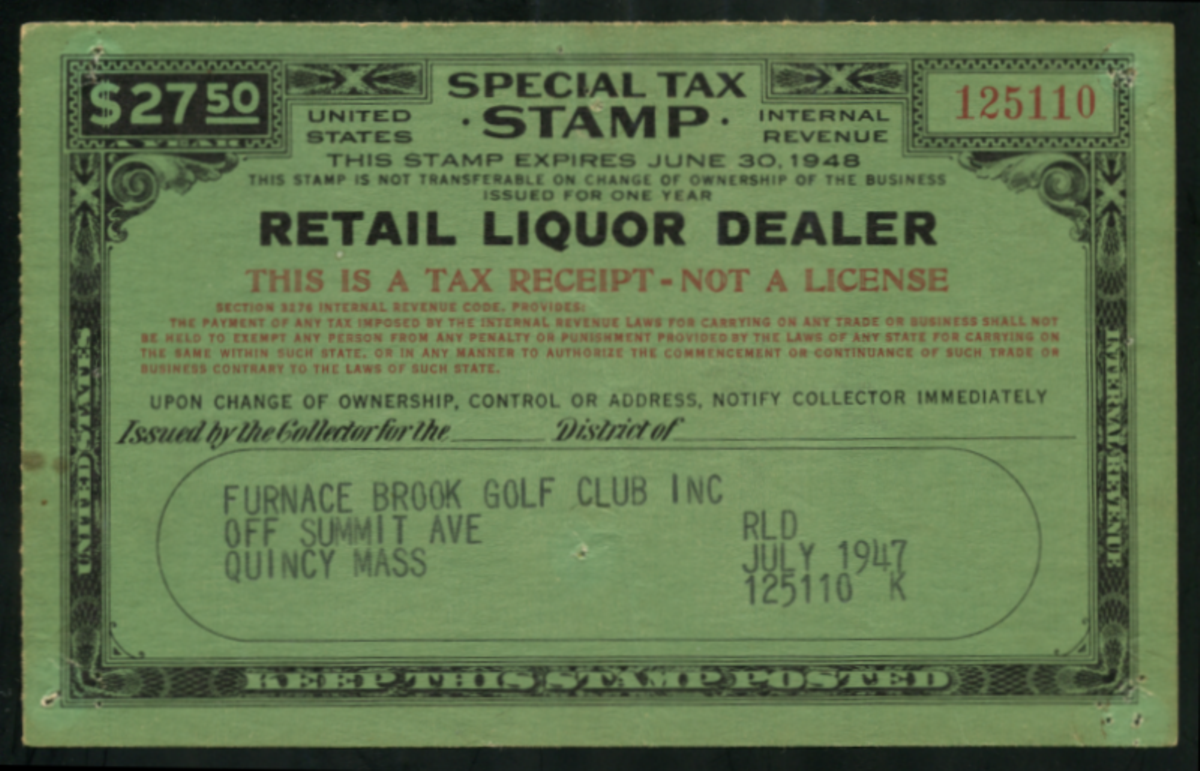 $27 50
A YEAR
UNITED STATES
SPECIAL TAX
· STAMP ·
INTERNAL REVENUE
125110
THIS STAMP EXPIRES JUNE 30, 1948
THIS STAMP IS NOT TRANSFERABLE ON CHANGE OF OWNERSHIP OF THE BUSINESS
ISSUED FOR ONE YEAR
RETAIL LIQUOR DEALER
THIS IS A TAX RECEIPT - NOT A LICENSE
SECTION 3276 INTERNAL REVENUE CODE, PROVIDES:
THE PAYMENT OF ANY TAX IMPOSED BY THE INTERNAL REVENUE LAWS FOR CARRYING ON ANY TRADE OR BUSINESS SHALL NOT
BE HELD TO EXEMPT ANY PERSON FROM ANY PENALTY OR PUNISHMENT PROVIDED BY THE LAWS OF ANY STATE FOR CARRYING ON
THE SAME WITHIN SUCH STATE, OR IN ANY MANNER TO AUTHORIZE THE COMMENCEMENT OR CONTINUANCE OF SUCH TRADE OR
BUSINESS CONTRARY TO THE LAWS OF SUCH STATE.
UPON CHANGE OF OWNERSHIP, CONTROL OR ADDRESS, NOTIFY COLLECTOR IMMEDIATELY
Issued by the Collector for the ______ District of ______
UNITED STATES
INTERNAL REVENUE
FURNACE BROOK GOLF CLUB INC
OFF SUMMIT AVE
QUINCY MASS
RLD
JULY 1947
125110 K
KEEP THIS STAMP POSTED